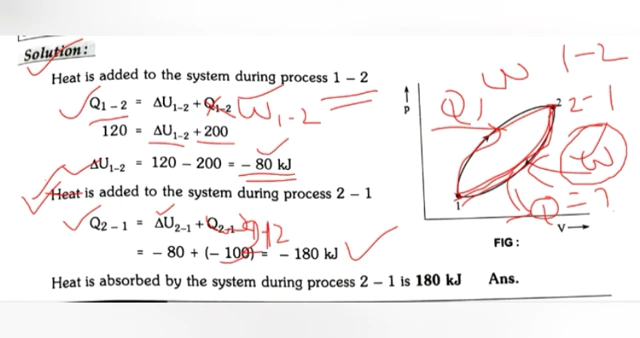 Solution:
Heat is added to the system during process 1 – 2
Q1 – 2 = ΔU1–2 + Q1–2 W1–2
120 = ΔU1–2 + 200
ΔU1–2 = 120 – 200 = – 80 kJ
Heat is added to the system during process 2 – 1
Q2 – 1 = ΔU2–1 + Q2–1
= – 80 + (– 100) = – 180 kJ
Heat is absorbed by the system during process 2 – 1 is 180 kJ Ans.
W 1–2
Q1
P
2
2–1
W
1
Q = ?
V
FIG :